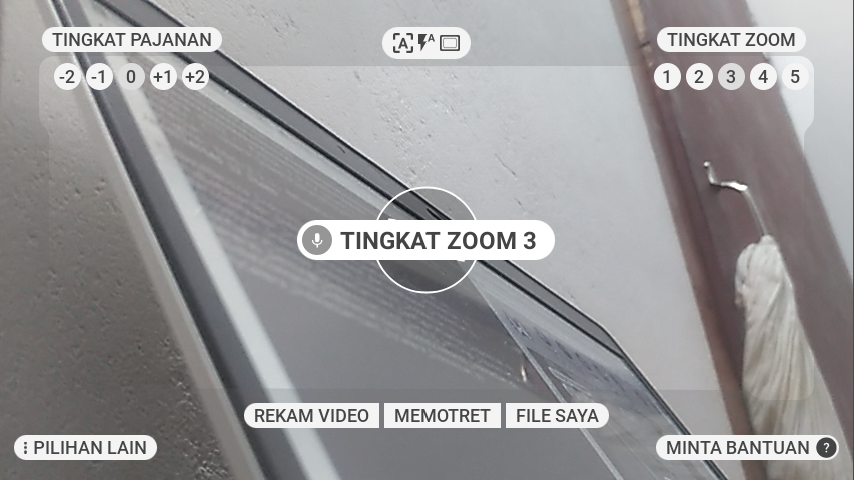 TINGKAT PAJANAN
-2 -1 0 +1 +2
A
A
TINGKAT ZOOM
1 2 3 4 5
TINGKAT ZOOM 3
REKAM VIDEO
MEMOTRET
FILE SAYA
PILIHAN LAIN
MINTA BANTUAN ?